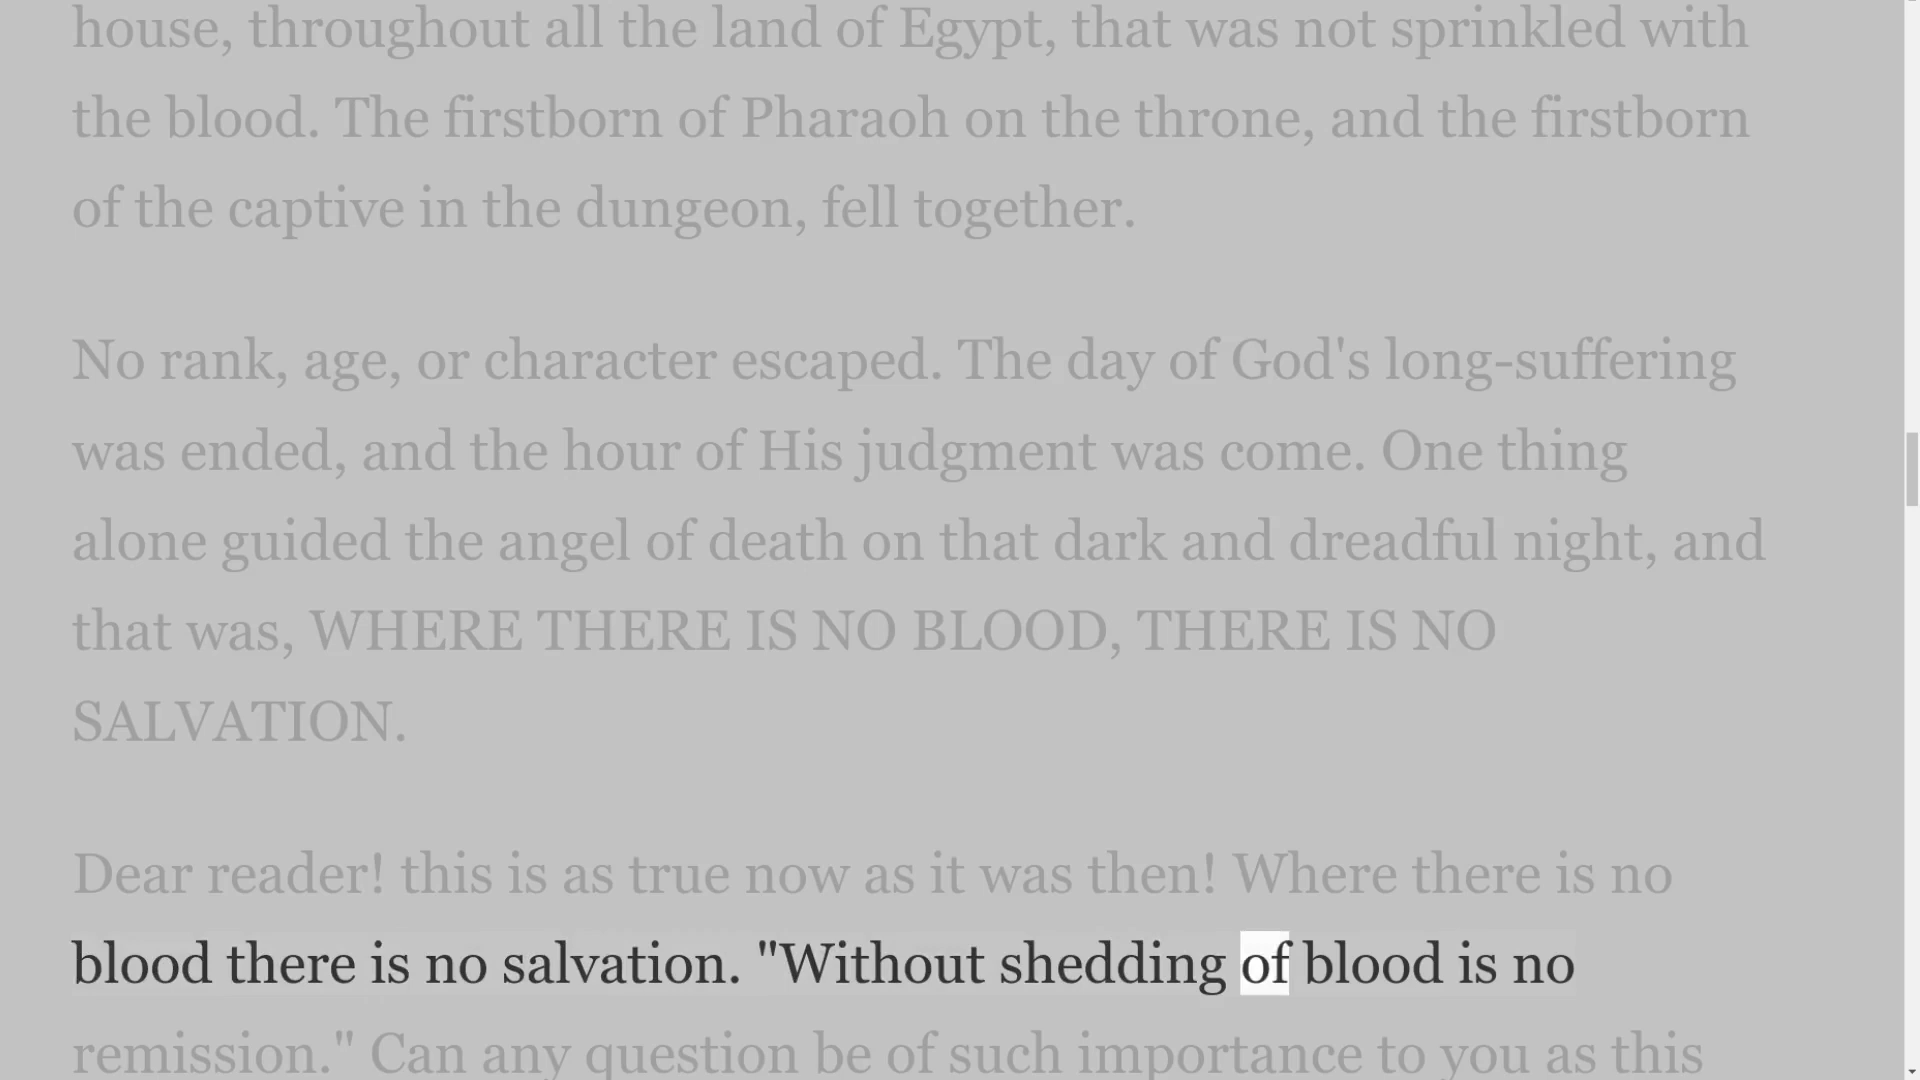 house, throughout all the land of Egypt, that was not sprinkled with
the blood. The firstborn of Pharaoh on the throne, and the firstborn
of the captive in the dungeon, fell together.
No rank, age, or character escaped. The day of God's long-suffering
was ended, and the hour of His judgment was come. One thing
alone guided the angel of death on that dark and dreadful night, and
that was, WHERE THERE IS NO BLOOD, THERE IS NO
SALVATION.
Dear reader! this is as true now as it was then! Where there is no
blood there is no salvation. "Without shedding of blood is no
remission." Can any question be of such importance to you as this